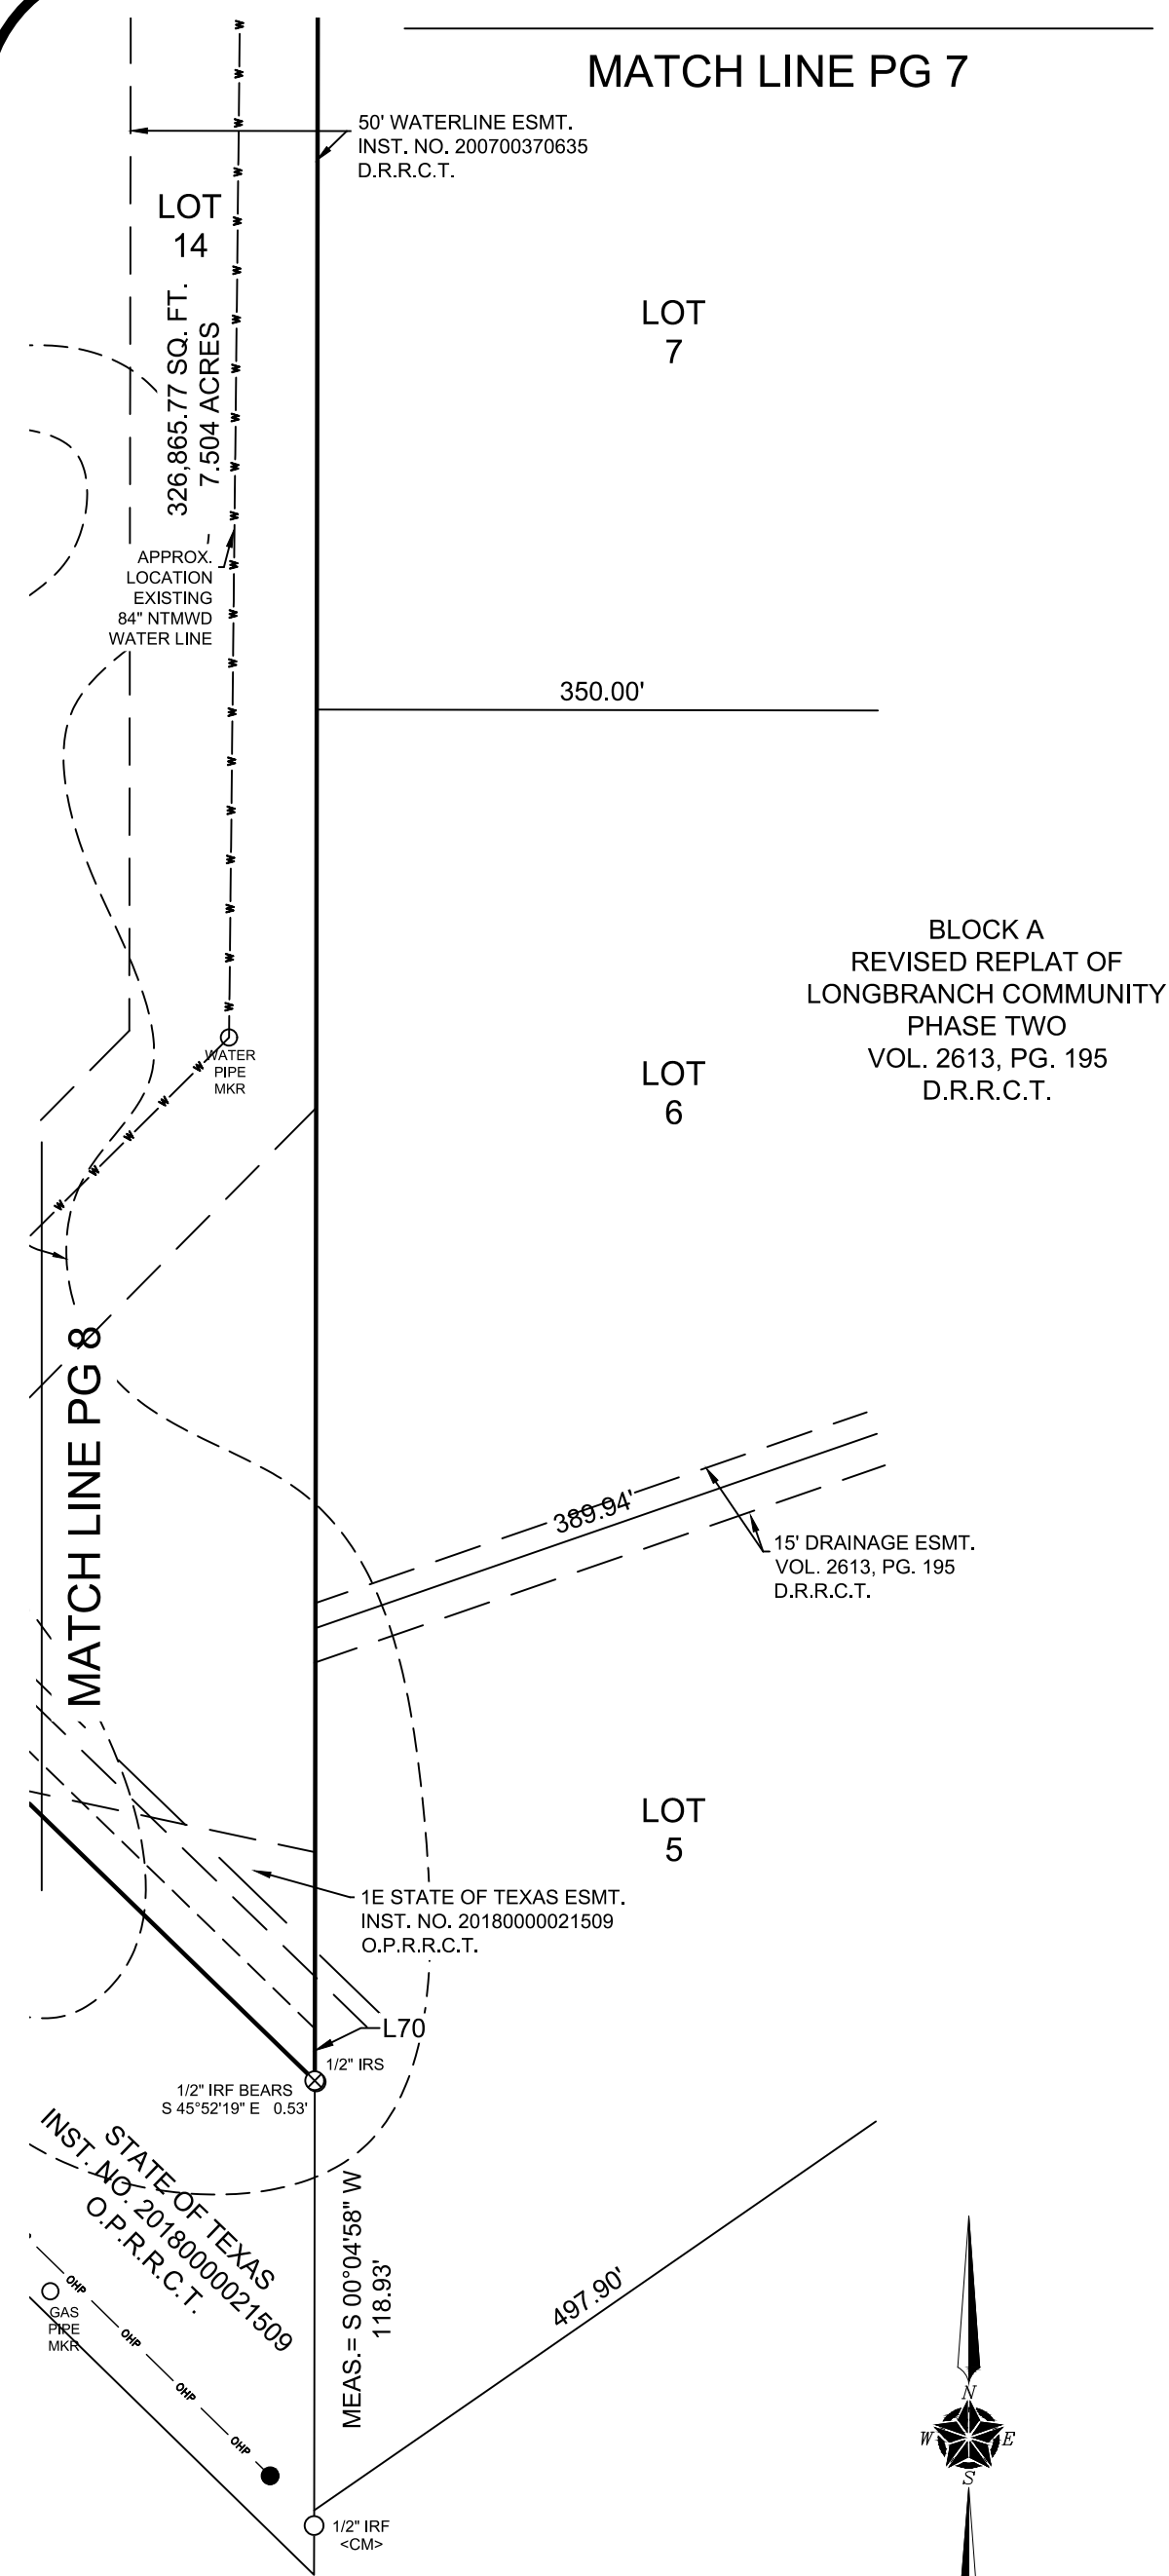 MATCH LINE PG 7
50' WATERLINE ESMT.
INST. NO. 200700370635
D.R.R.C.T.
LOT
14
326,865.77 SQ. FT.
7.504 ACRES
LOT
7
APPROX.
LOCATION
EXISTING
84" NTMWD
WATER LINE
350.00'
BLOCK A
REVISED REPLAT OF
LONGBRANCH COMMUNITY
PHASE TWO
VOL. 2613, PG. 195
D.R.R.C.T.
WATER
PIPE
MKR
LOT
6
MATCH LINE PG 8
389.94'
15' DRAINAGE ESMT.
VOL. 2613, PG. 195
D.R.R.C.T.
LOT
5
1E STATE OF TEXAS ESMT.
INST. NO. 20180000021509
O.P.R.R.C.T.
L70
1/2" IRS
1/2" IRF BEARS
S 45°52'19" E 0.53'
STATE OF TEXAS
INST. NO. 20180000021509
O.P.R.R.C.T.
MEAS.= S 00°04'58" W
118.93'
497.90'
GAS
PIPE
MKR
OHP
OHP
OHP
OHP
1/2" IRF
<CM>
N
W E
S